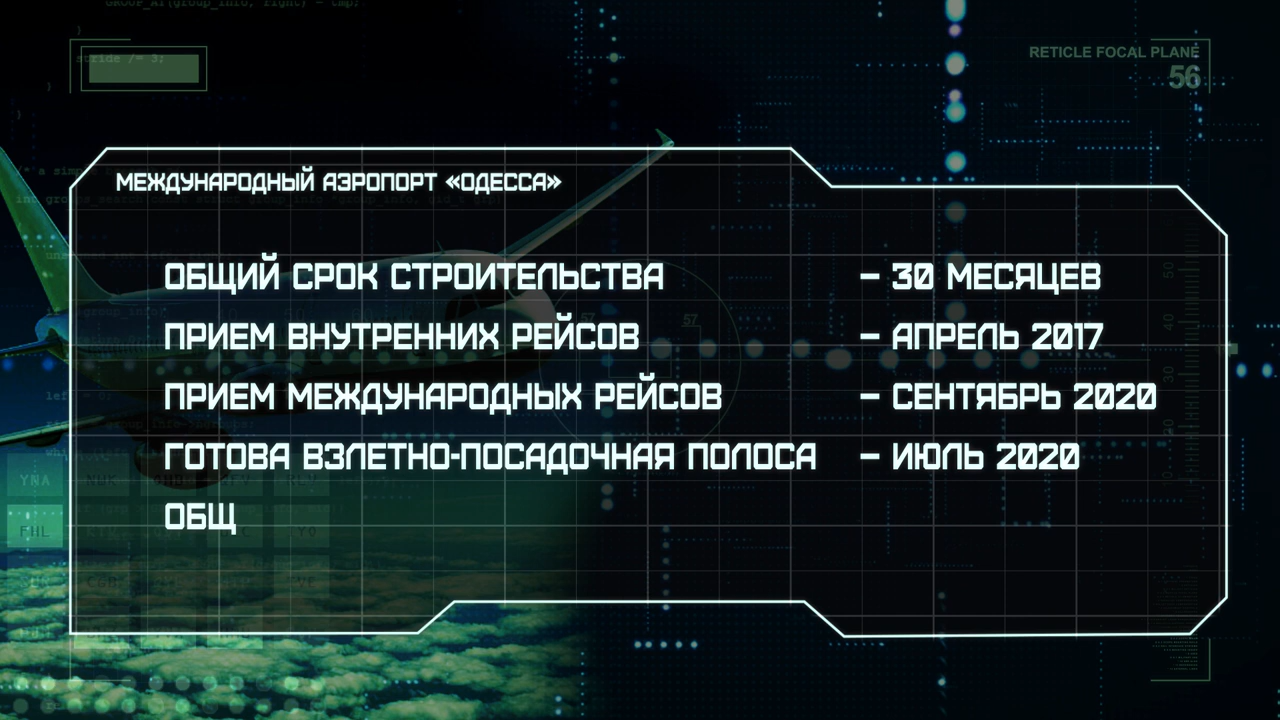 RETICLE FOCAL PLANE
56
МЕЖДУНАРОДНЫЙ АЭРОПОРТ «ОДЕССА»
ОБЩИЙ СРОК СТРОИТЕЛЬСТВА – 30 МЕСЯЦЕВ
ПРИЕМ ВНУТРЕННИХ РЕЙСОВ – АПРЕЛЬ 2017
ПРИЕМ МЕЖДУНАРОДНЫХ РЕЙСОВ – СЕНТЯБРЬ 2020
ГОТОВА ВЗЛЕТНО-ПОСАДОЧНАЯ ПОЛОСА – ИЮЛЬ 2020
ОБЩ